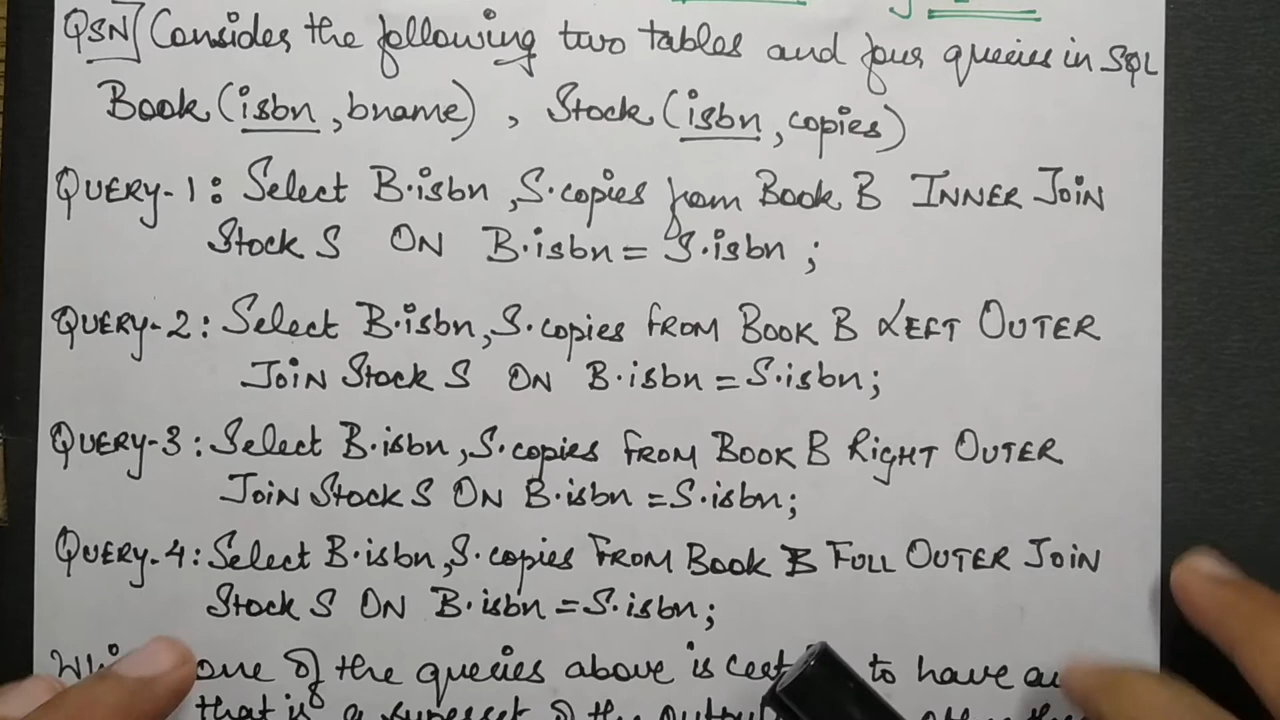 QSN] Consider the following two tables and four queries in SQL
Book (isbn, bname) , Stock (isbn, copies)
QUERY-1: Select B.isbn, S.copies from Book B INNER JOIN
Stock S ON B.isbn = S.isbn ;
QUERY-2: Select B.isbn, S.copies FROM BOOK B LEFT OUTER
JOIN Stock S ON B.isbn = S.isbn;
QUERY-3: Select B.isbn, S.copies FROM BOOK B RIGHT OUTER
JOIN Stock S ON B.isbn = S.isbn;
QUERY-4: Select B.isbn, S.copies FROM Book B FULL OUTER JOIN
Stock S ON B.isbn = S.isbn;
one of the queries above is to have
that is a superset of the